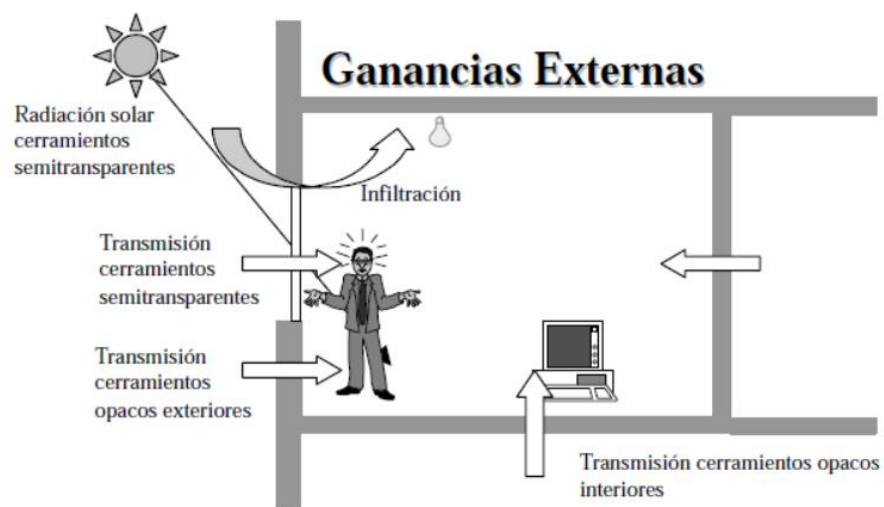 Ganancias Externas
Radiación solar
cerramientos
semitransparentes
Infiltración
Transmisión
cerramientos
semitransparentes
Transmisión
cerramientos
opacos exteriores
Transmisión cerramientos opacos
interiores